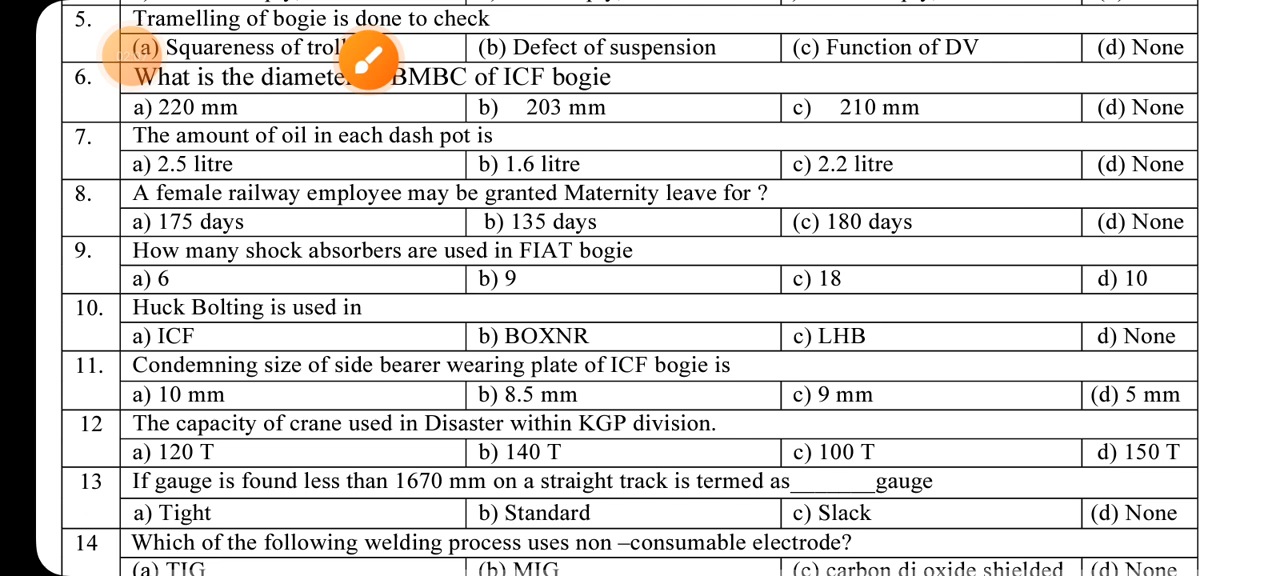 5. Tramelling of bogie is done to check
(a) Squareness of (b) Defect of suspension (c) Function of DV (d) None
6. What is the BMBC of ICF bogie
a) 220 mm b) 203 mm c) 210 mm (d) None
7. The amount of oil in each dash pot is
a) 2.5 litre b) 1.6 litre c) 2.2 litre (d) None
8. A female railway employee may be granted Maternity leave for ?
a) 175 days b) 135 days (c) 180 days (d) None
9. How many shock absorbers are used in FIAT bogie
a) 6 b) 9 c) 18 d) 10
10. Huck Bolting is used in
a) ICF b) BOXNR c) LHB d) None
11. Condemning size of side bearer wearing plate of ICF bogie is
a) 10 mm b) 8.5 mm c) 9 mm (d) 5 mm
12 The capacity of crane used in Disaster within KGP division.
a) 120 T b) 140 T c) 100 T d) 150 T
13 If gauge is found less than 1670 mm on a straight track is termed as_______gauge
a) Tight b) Standard c) Slack (d) None
14 Which of the following welding process uses non –consumable electrode?
(a) TIG (b) MIG (c) carbon di oxide shielded (d) None